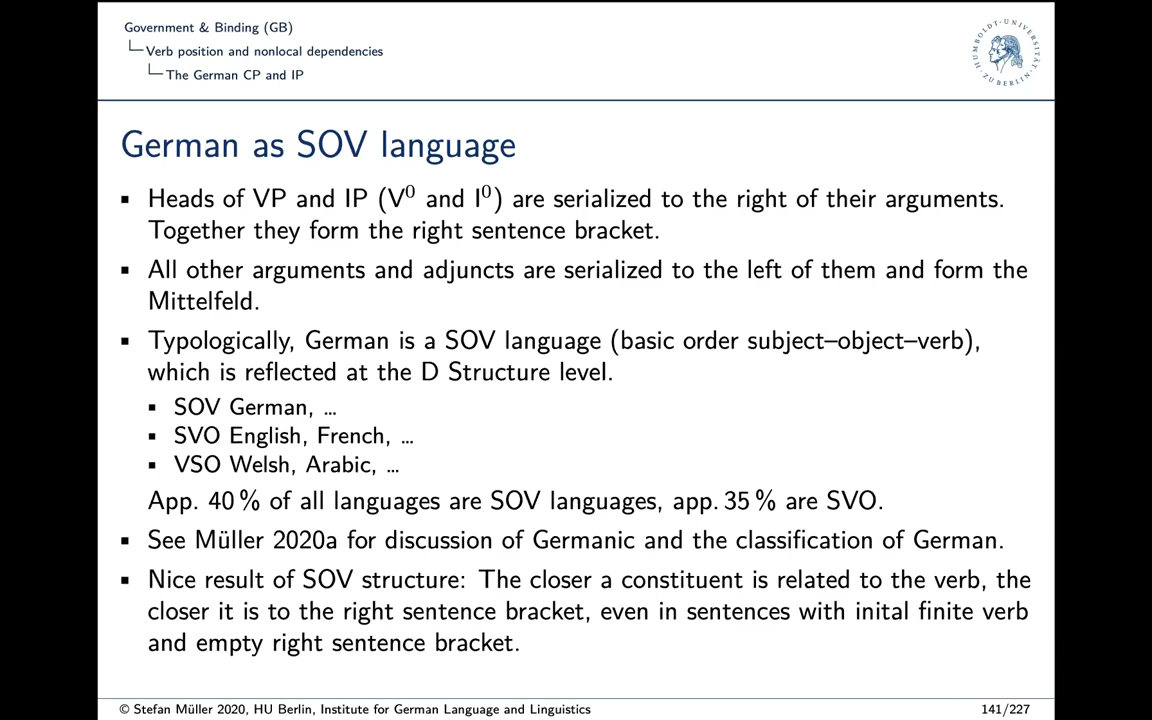 Government & Binding (GB)
Verb position and nonlocal dependencies
The German CP and IP
HUMBOLDT-UNIVERSITÄT · ZU BERLIN ·
German as SOV language
▪ Heads of VP and IP (V⁰ and I⁰) are serialized to the right of their arguments.
Together they form the right sentence bracket.
▪ All other arguments and adjuncts are serialized to the left of them and form the
Mittelfeld.
▪ Typologically, German is a SOV language (basic order subject–object–verb),
which is reflected at the D Structure level.
▪ SOV German, …
▪ SVO English, French, …
▪ VSO Welsh, Arabic, …
App. 40 % of all languages are SOV languages, app. 35 % are SVO.
▪ See Müller 2020a for discussion of Germanic and the classification of German.
▪ Nice result of SOV structure: The closer a constituent is related to the verb, the
closer it is to the right sentence bracket, even in sentences with inital finite verb
and empty right sentence bracket.
© Stefan Müller 2020, HU Berlin, Institute for German Language and Linguistics
141/227